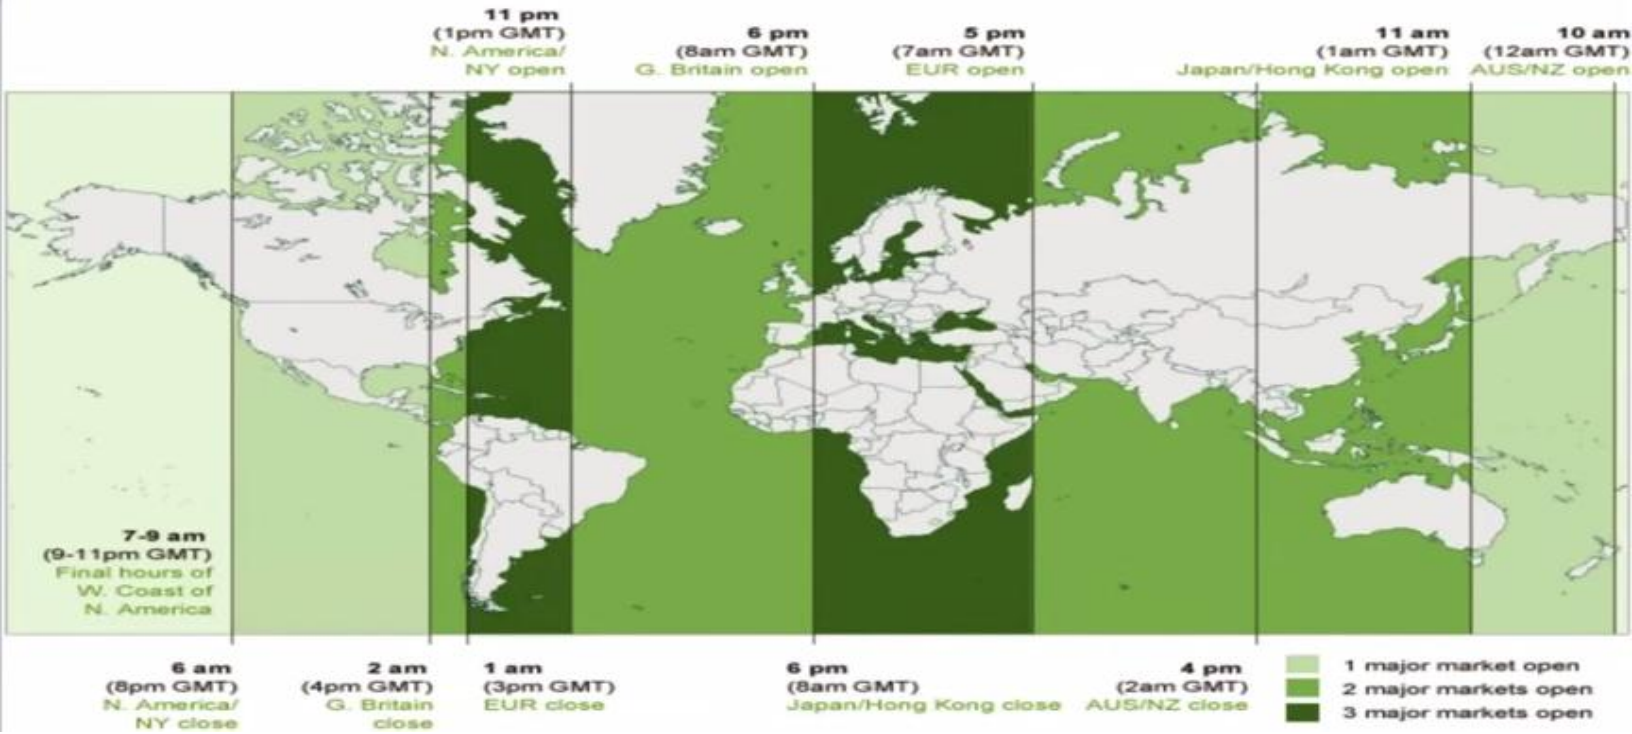 11 pm
(1pm GMT)
N. America/
NY open
6 pm
(8am GMT)
G. Britain open
5 pm
(7am GMT)
EUR open
11 am
(1am GMT)
Japan/Hong Kong open
10 am
(12am GMT)
AUS/NZ open
7-9 am
(9-11pm GMT)
Final hours of
W. Coast of
N. America
6 am
(8pm GMT)
N. America/
NY close
2 am
(4pm GMT)
G. Britain
close
1 am
(3pm GMT)
EUR close
6 pm
(8am GMT)
Japan/Hong Kong close
4 pm
(2am GMT)
AUS/NZ close
1 major market open
2 major markets open
3 major markets open